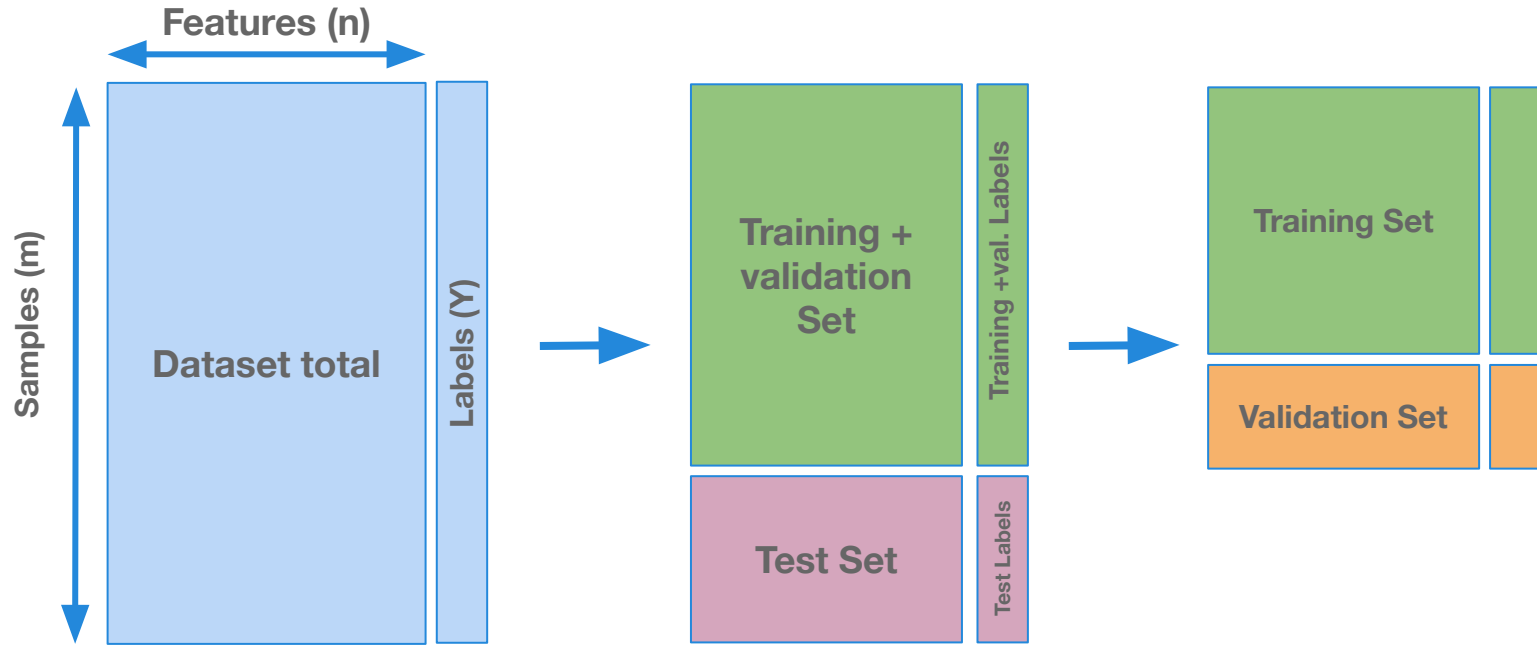 Features (n)
Samples (m)
Dataset total
Labels (Y)
Training +
validation
Set
Training +val. Labels
Test Set
Test Labels
Training Set
Validation Set